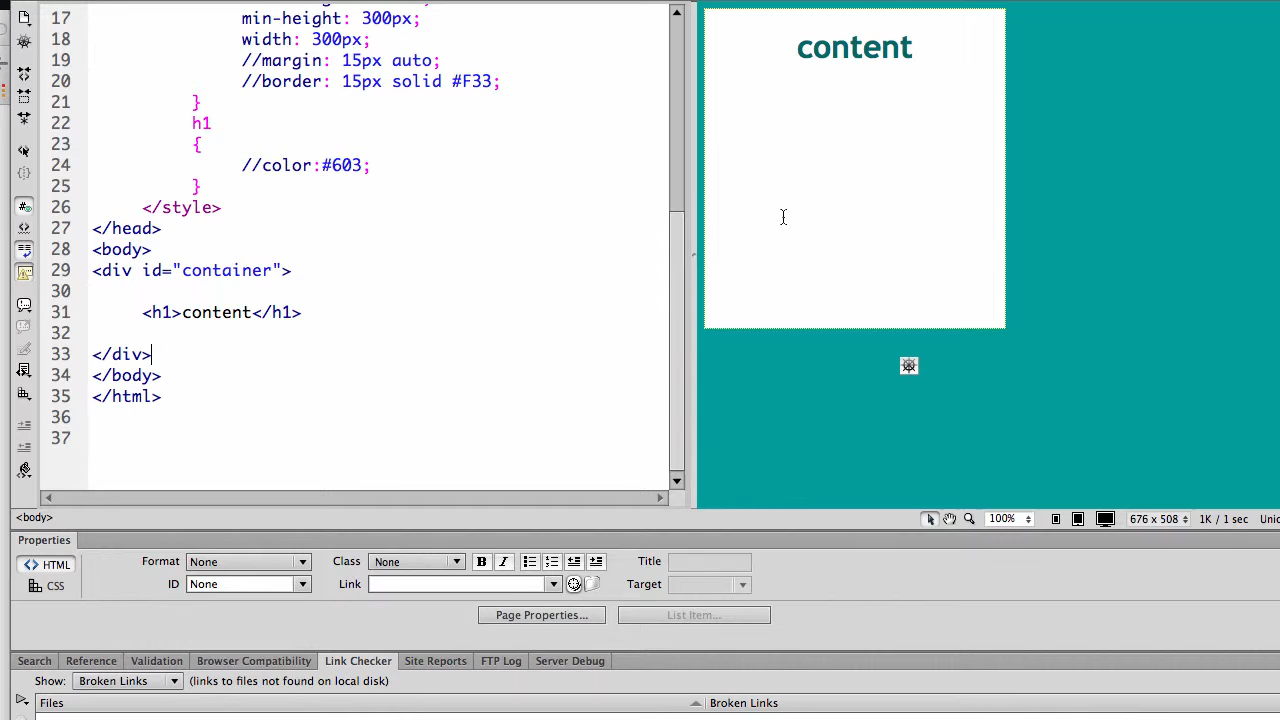 17 min-height: 300px;
18 width: 300px;
19 //margin: 15px auto;
20 //border: 15px solid #F33;
21 }
22 h1
23 {
24 //color:#603;
25 }
26 </style>
27 </head>
28 <body>
29 <div id="container">
30
31 <h1>content</h1>
32
33 </div>
34 </body>
35 </html>
36
37
content
<body>
100%
676 x 508
1K / 1 sec
Properties
<> HTML
Format None
Class None
B I
Title
CSS
ID None
Link
Target
Page Properties...
List Item...
Search Reference Validation Browser Compatibility Link Checker Site Reports FTP Log Server Debug
Show: Broken Links (links to files not found on local disk)
Files
Broken Links